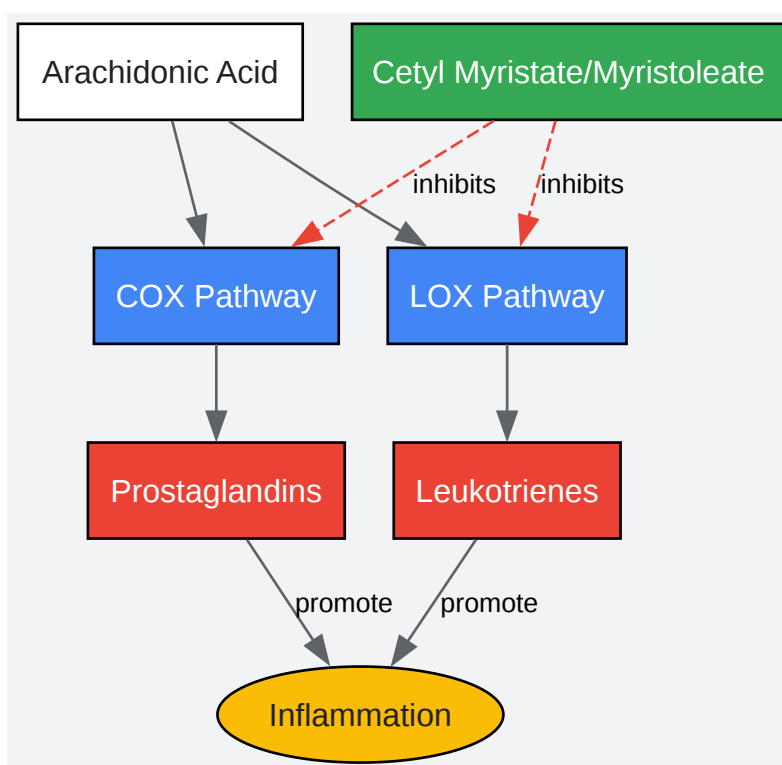 Arachidonic Acid
Cetyl Myristate/Myristoleate
inhibits
inhibits
COX Pathway
LOX Pathway
Prostaglandins
Leukotrienes
promote
promote
Inflammation